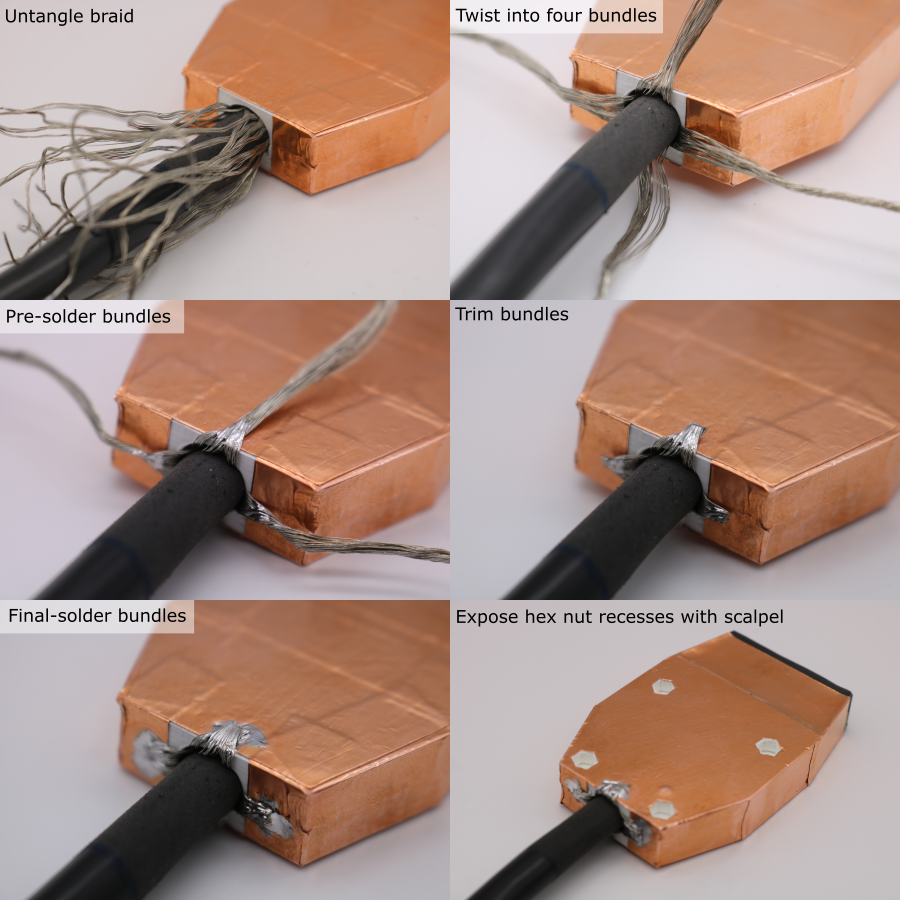 Untangle braid
Twist into four bundles
Pre-solder bundles
Trim bundles
Final-solder bundles
Expose hex nut recesses with scalpel